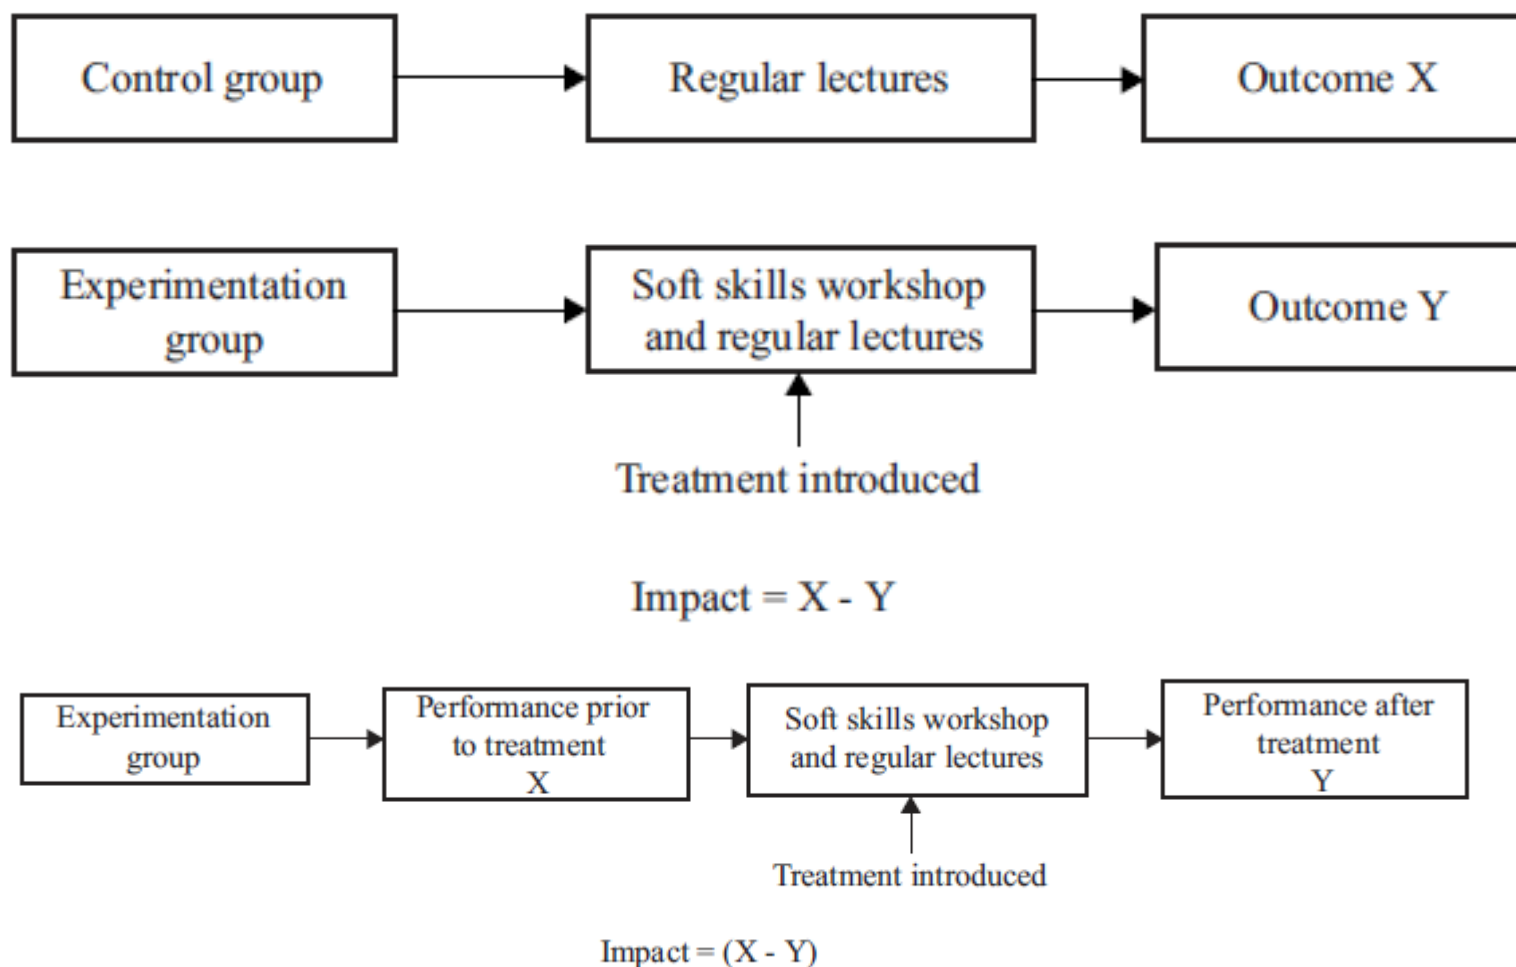 Control group
Regular lectures
Outcome X
Experimentation
group
Soft skills workshop
and regular lectures
Outcome Y
Treatment introduced
Impact = X - Y
Experimentation
group
Performance prior
to treatment
X
Soft skills workshop
and regular lectures
Performance after
treatment
Y
Treatment introduced
Impact = (X - Y)